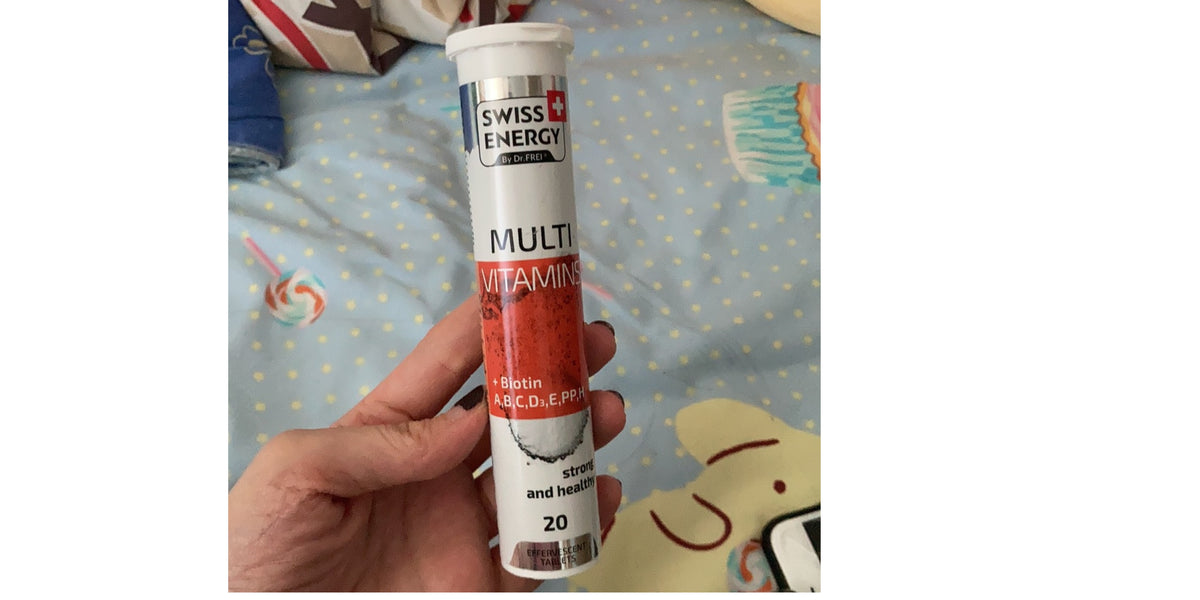 SWISS
ENERGY
By Dr.FREI®
MULTI
VITAMINS
+ Biotin
A,B,C,D₃,E,PP,H
strong
and healthy
20
EFFERVESCENT
TABLETS